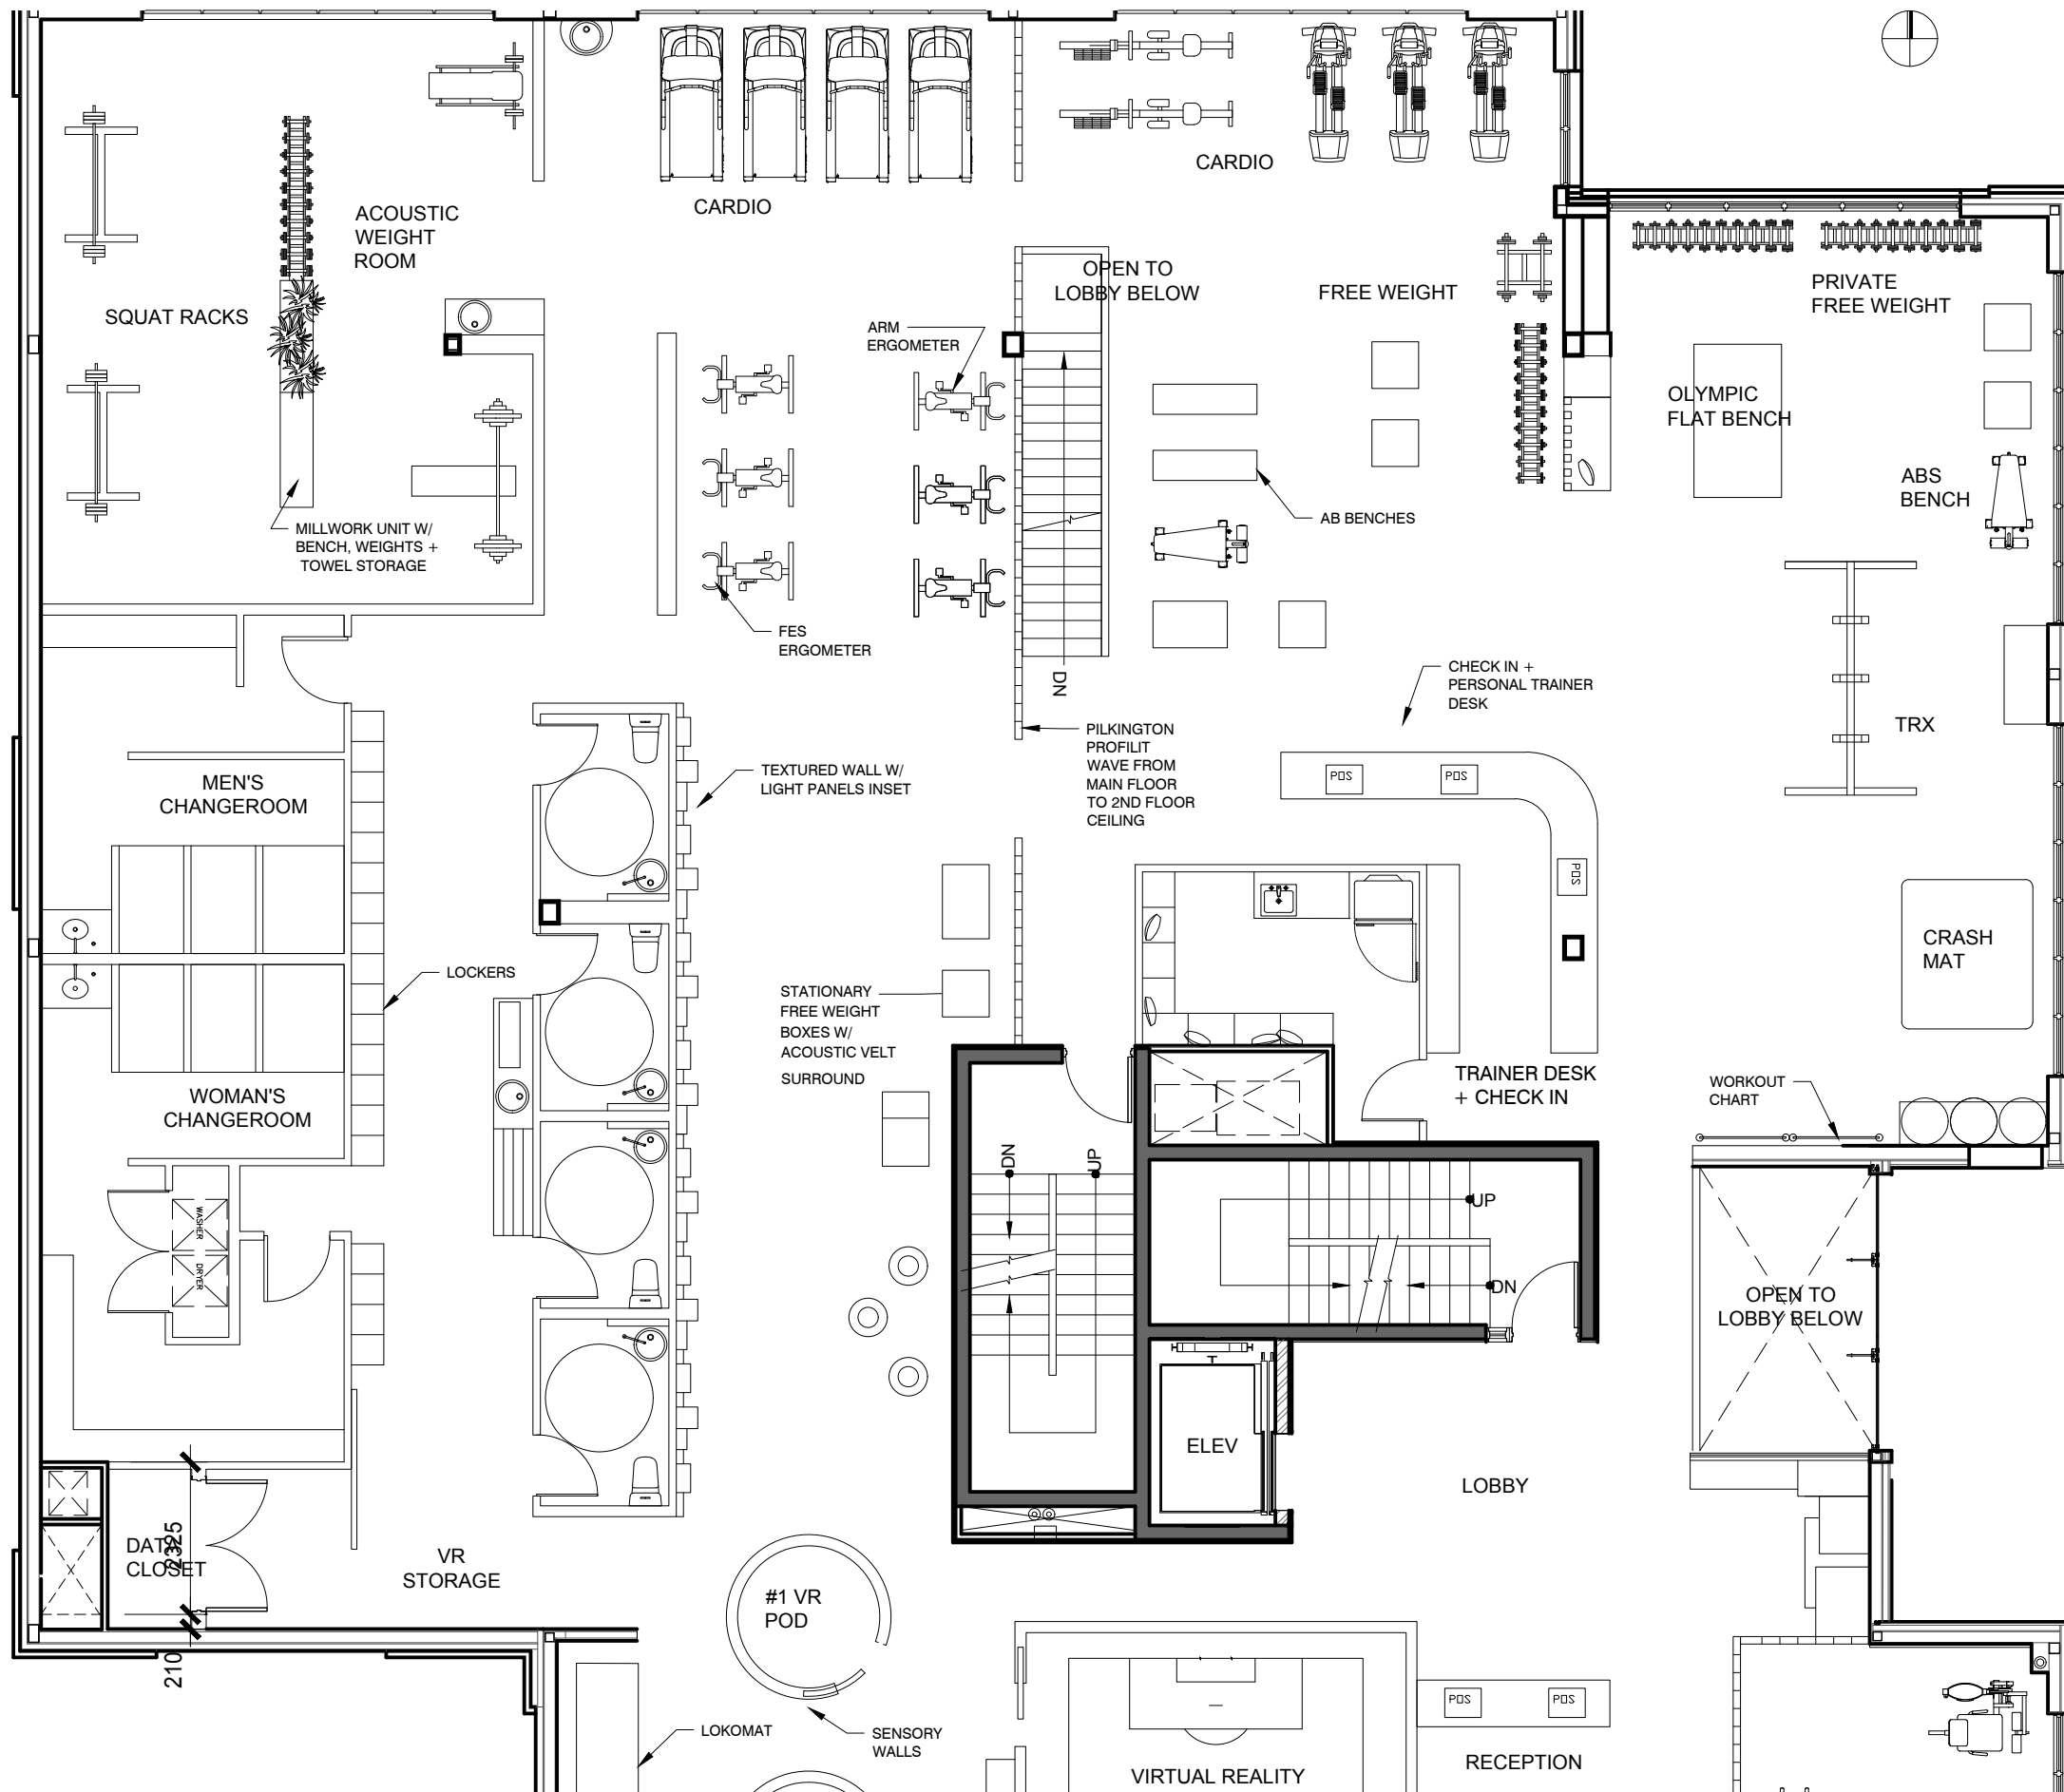 CARDIO
CARDIO
ACOUSTIC
WEIGHT
ROOM
SQUAT RACKS
OPEN TO
LOBBY BELOW
FREE WEIGHT
PRIVATE
FREE WEIGHT
ARM
ERGOMETER
OLYMPIC
FLAT BENCH
ABS
BENCH
MILLWORK UNIT W/
BENCH, WEIGHTS +
TOWEL STORAGE
AB BENCHES
FES
ERGOMETER
DN
CHECK IN +
PERSONAL TRAINER
DESK
TRX
PILKINGTON
PROFILIT
WAVE FROM
MAIN FLOOR
TO 2ND FLOOR
CEILING
MEN'S
CHANGEROOM
TEXTURED WALL W/
LIGHT PANELS INSET
POS
POS
POS
CRASH
MAT
LOCKERS
STATIONARY
FREE WEIGHT
BOXES W/
ACOUSTIC VELT
SURROUND
WOMAN'S
CHANGEROOM
TRAINER DESK
+ CHECK IN
WORKOUT
CHART
DN
UP
UP
DN
WASHER
DRYER
OPEN TO
LOBBY BELOW
ELEV
LOBBY
DATA
CLOSET
2325
210
VR
STORAGE
#1 VR
POD
LOKOMAT
SENSORY
WALLS
POS
POS
VIRTUAL REALITY
RECEPTION